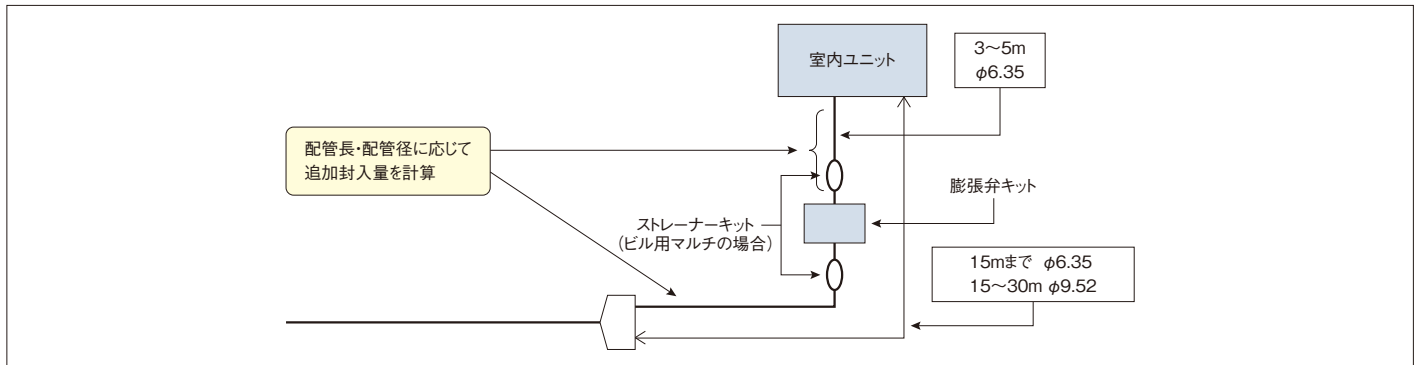 室内ユニット
3～5m
φ6.35
配管長・配管径に応じて
追加封入量を計算
膨張弁キット
ストレーナーキット
（ビル用マルチの場合）
15mまで φ6.35
15～30m φ9.52